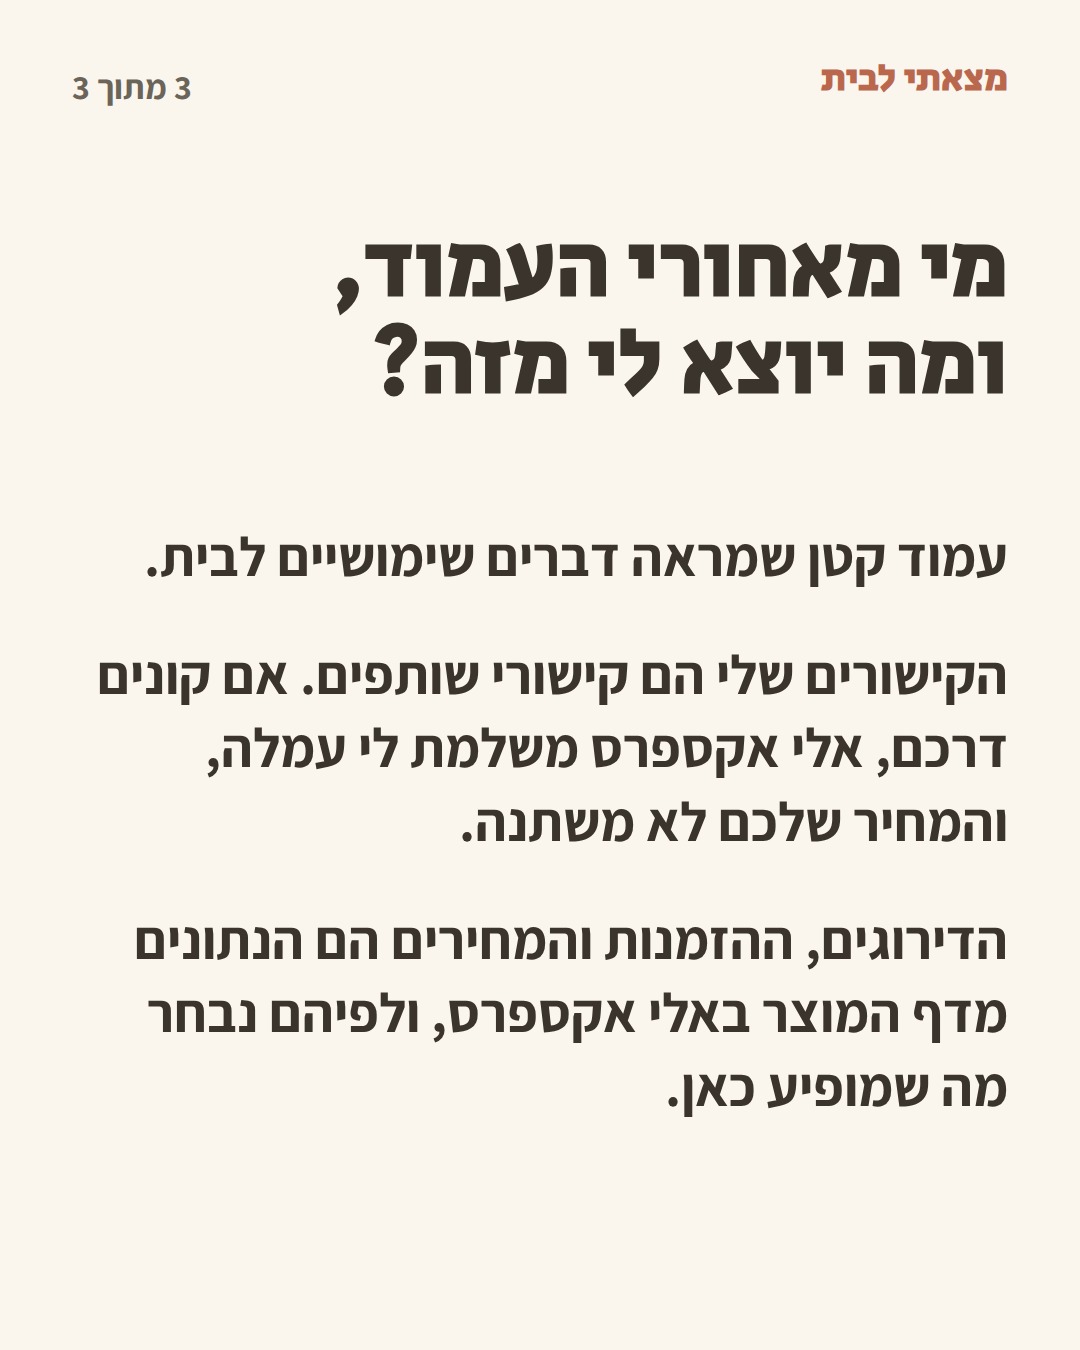 מצאתי לבית
3 מתוך 3
מי מאחורי העמוד,
ומה יוצא לי מזה?
עמוד קטן שמראה דברים שימושיים לבית.
הקישורים שלי הם קישורי שותפים. אם קונים
דרכם, אלי אקספרס משלמת לי עמלה,
והמחיר שלכם לא משתנה.
הדירוגים, ההזמנות והמחירים הם הנתונים
מדף המוצר באלי אקספרס, ולפיהם נבחר
מה שמופיע כאן.